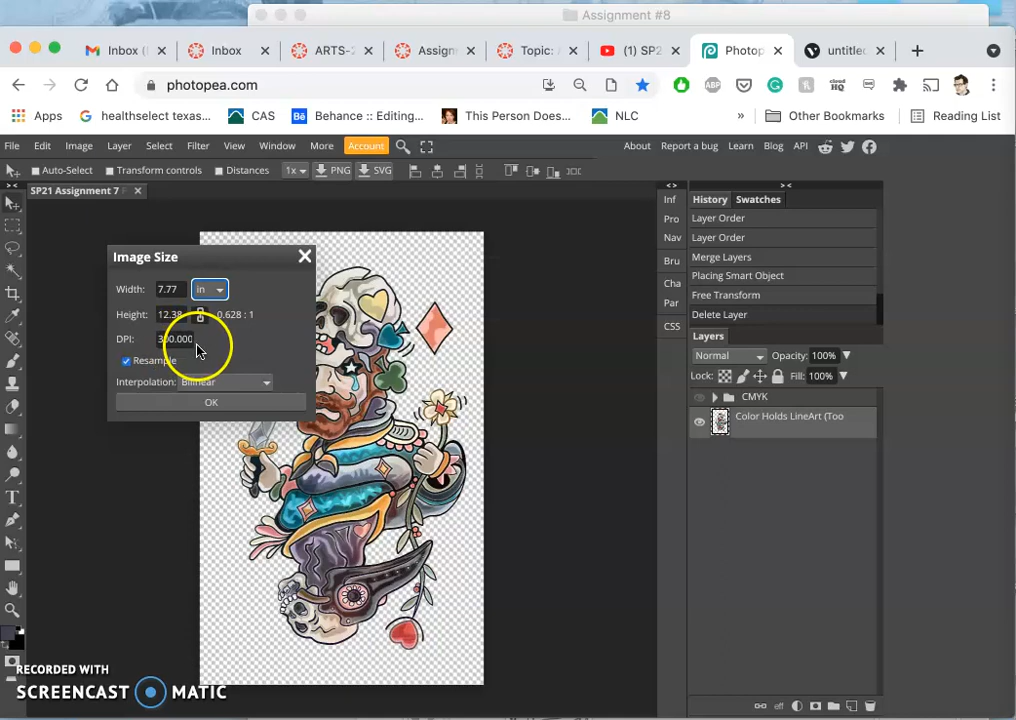 Assignment #8
Inbox (
Inbox
ARTS-2
Assignm
Topic: A
(1) SP2
Photop
untitle
photopea.com
Apps
healthselect texas...
CAS
Behance :: Editing...
This Person Does...
NLC
»
Other Bookmarks
Reading List
File Edit Image Layer Select Filter View Window More Account
About Report a bug Learn Blog API
Auto-Select Transform controls Distances 1x PNG SVG
SP21 Assignment 7
Image Size
Width: 7.77 in
Height: 12.38 0.628 : 1
DPI: 300.000
Resample
Interpolation: Bilinear
OK
Inf
Pro
Nav
Bru
Cha
Par
CSS
History Swatches
Layer Order
Layer Order
Merge Layers
Placing Smart Object
Free Transform
Delete Layer
Layers
Normal Opacity: 100%
Lock: Fill: 100%
CMYK
Color Holds LineArt (Too
eff
RECORDED WITH
SCREENCAST MATIC